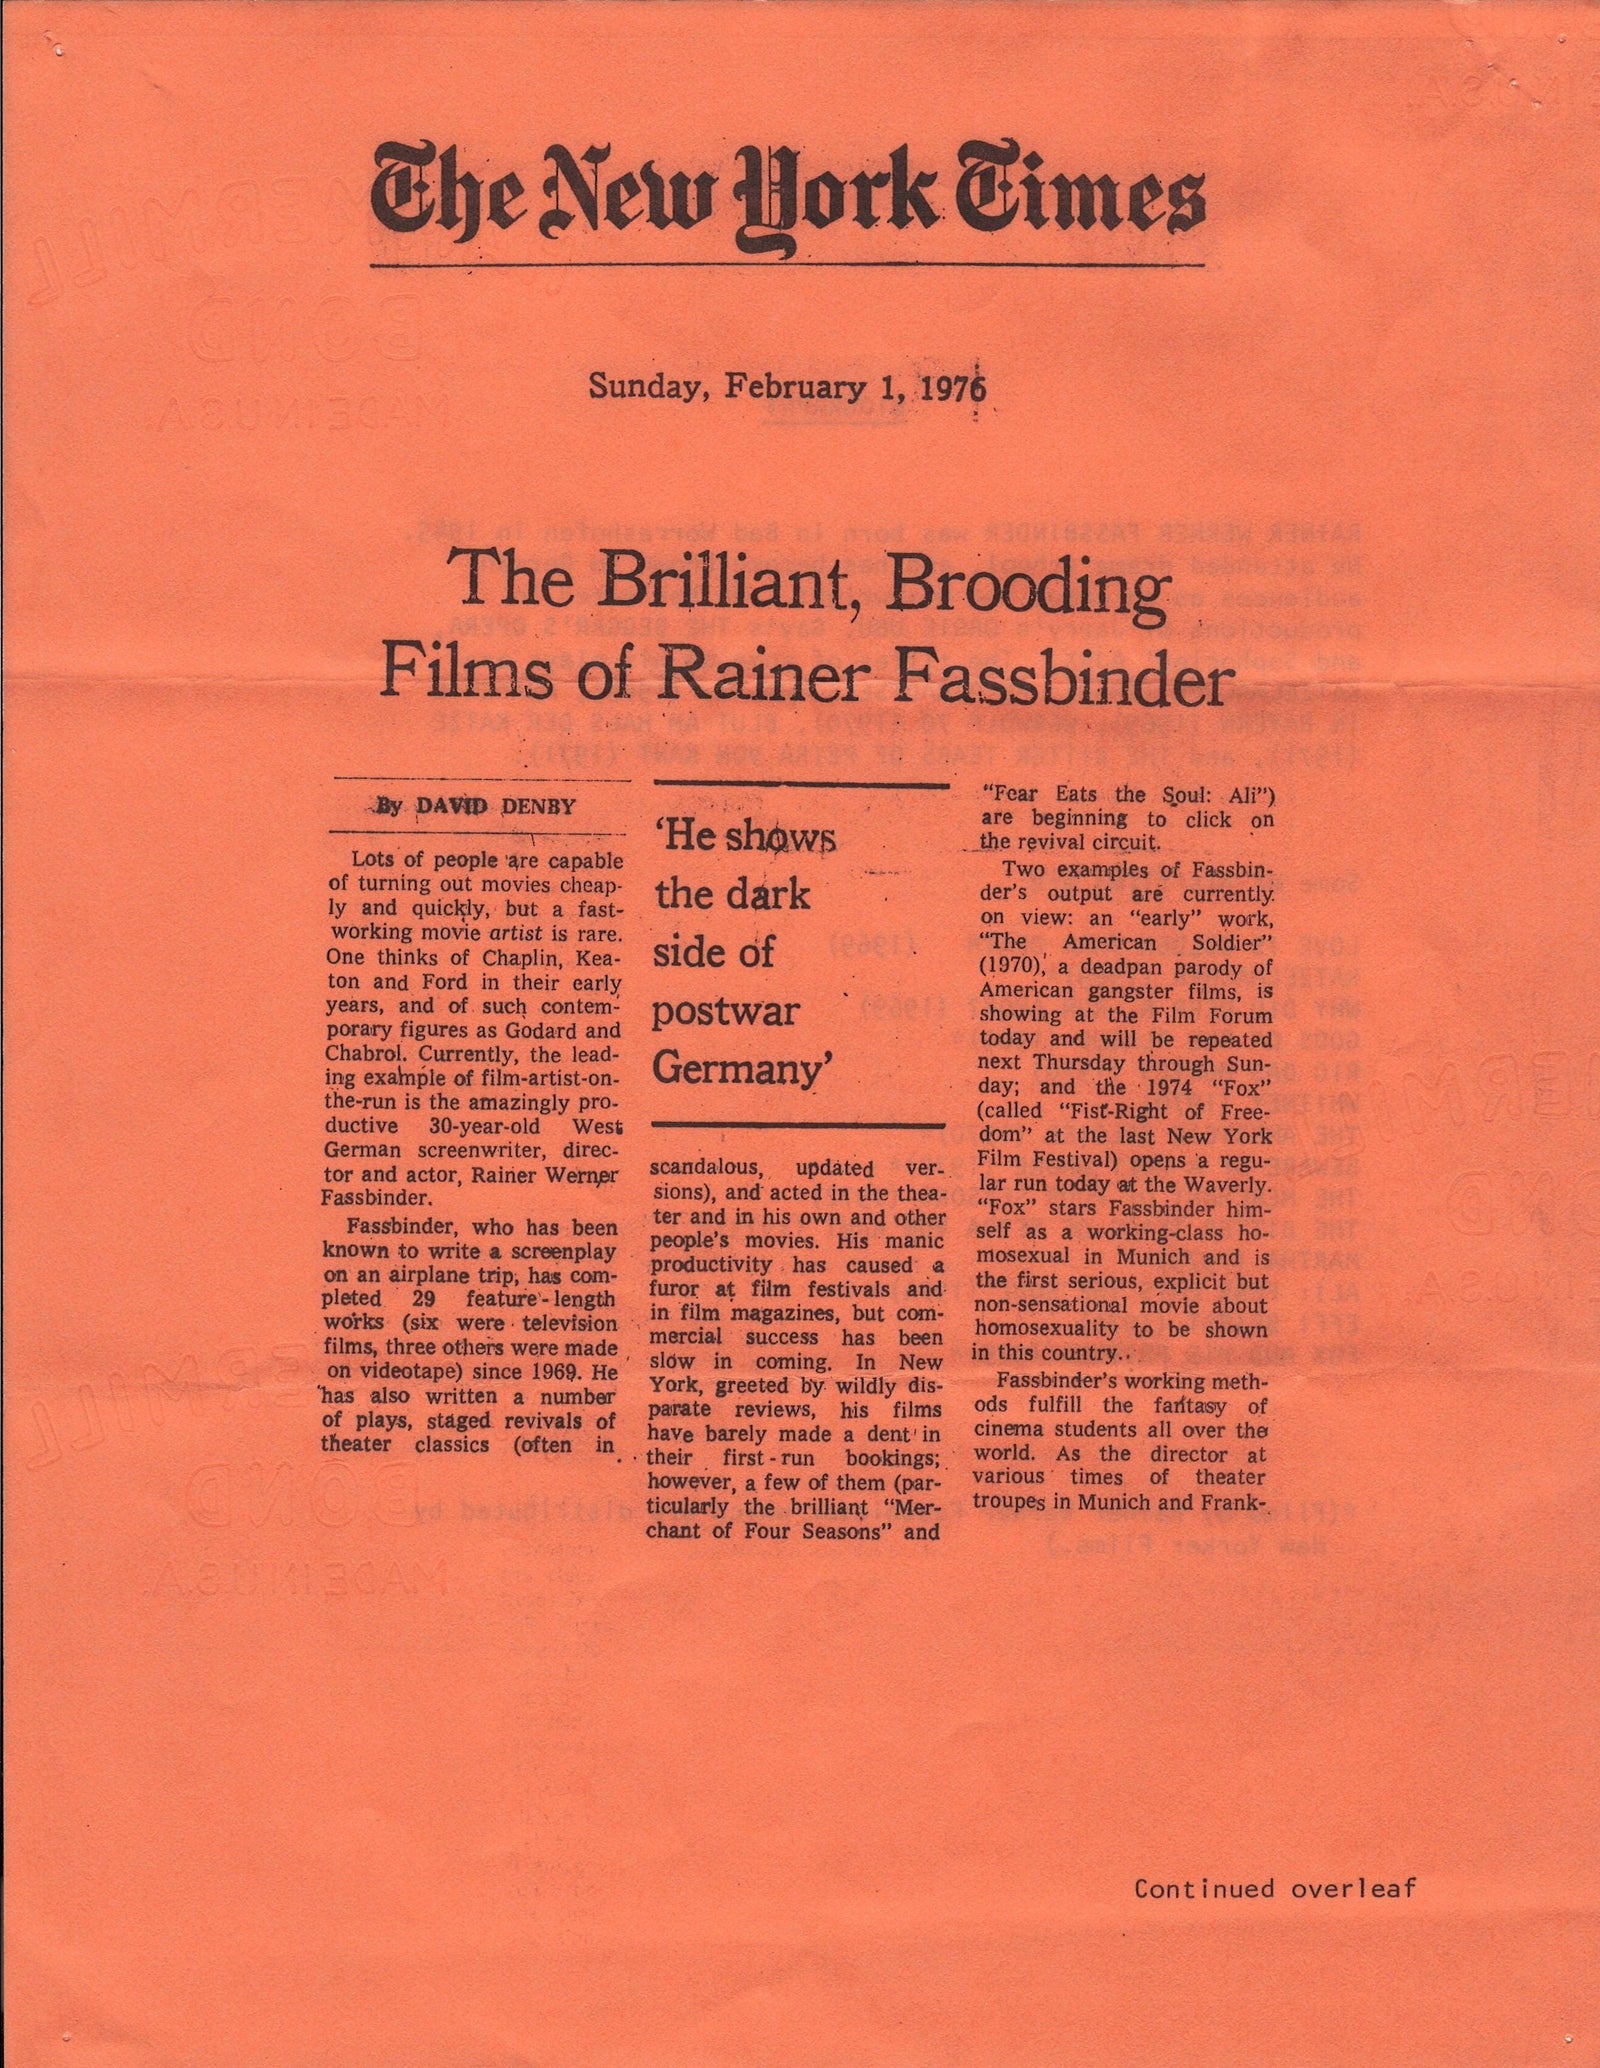 The New York Times
Sunday, February 1, 1976
The Brilliant, Brooding
Films of Rainer Fassbinder
By DAVID DENBY
Lots of people are capable
of turning out movies cheap-
ly and quickly, but a fast-
working movie artist is rare.
One thinks of Chaplin, Kea-
ton and Ford in their early
years, and of such contem-
porary figures as Godard and
Chabrol. Currently, the lead-
ing example of film-artist-on-
the-run is the amazingly pro-
ductive 30-year-old West
German screenwriter, direc-
tor and actor, Rainer Werner
Fassbinder.
Fassbinder, who has been
known to write a screenplay
on an airplane trip, has com-
pleted 29 feature-length
works (six were television
films, three others were made
on videotape) since 1969. He
has also written a number
of plays, staged revivals of
theater classics (often in
‘He shows
the dark
side of
postwar
Germany’
scandalous, updated ver-
sions), and acted in the thea-
ter and in his own and other
people's movies. His manic
productivity has caused a
furor at film festivals and
in film magazines, but com-
mercial success has been
slow in coming. In New
York, greeted by wildly dis-
parate reviews, his films
have barely made a dent in
their first-run bookings;
however, a few of them (par-
ticularly the brilliant “Mer-
chant of Four Seasons” and
“Fear Eats the Soul: Ali”)
are beginning to click on
the revival circuit.
Two examples of Fassbin-
der's output are currently
on view: an “early” work,
“The American Soldier”
(1970), a deadpan parody of
American gangster films, is
showing at the Film Forum
today and will be repeated
next Thursday through Sun-
day; and the 1974 “Fox”
(called “Fist-Right of Free-
dom” at the last New York
Film Festival) opens a regu-
lar run today at the Waverly.
“Fox” stars Fassbinder him-
self as a working-class ho-
mosexual in Munich and is
the first serious, explicit but
non-sensational movie about
homosexuality to be shown
in this country.
Fassbinder's working meth-
ods fulfill the fantasy of
cinema students all over the
world. As the director at
various times of theater
troupes in Munich and Frank-
Continued overleaf